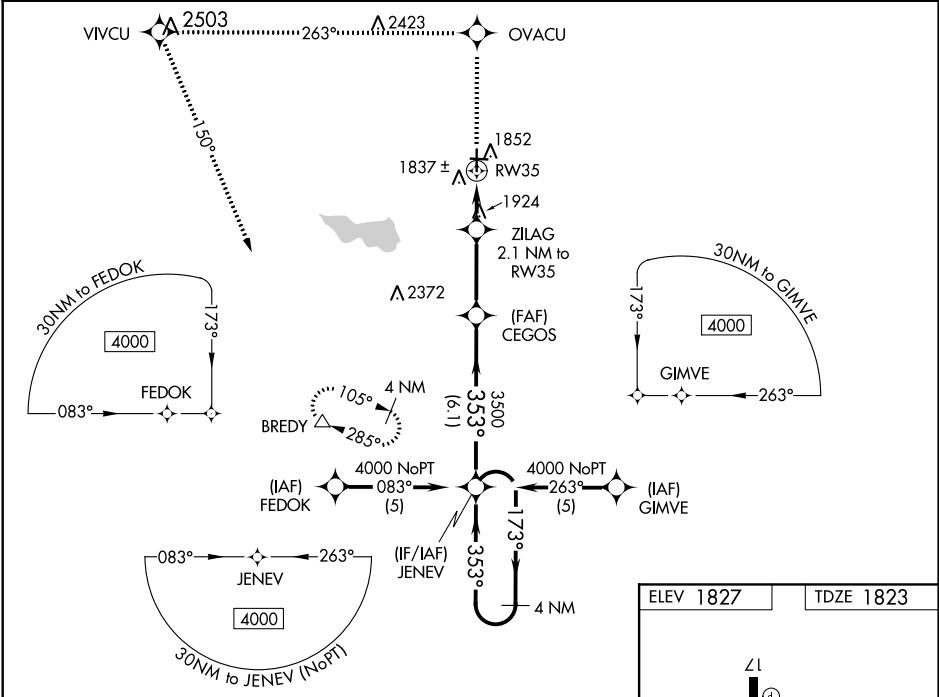 VIVCU
2503
263°
2423
OVACU
150°
1852
1837 ±
RW35
1924
ZILAG
2.1 NM to
RW35
30NM to FEDOK
4000
173°
FEDOK
083°
2372
(FAF)
CEGOS
30NM to GIMVE
173°
4000
GIMVE
263°
105°
4 NM
BREDY
285°
3500
353°
(6.1)
4000 NoPT
083°
(5)
(IAF)
FEDOK
4000 NoPT
263°
(5)
(IAF)
GIMVE
(IF/IAF)
JENEV
353°
173°
4 NM
083°
263°
JENEV
4000
30NM to JENEV (NoPT)
ELEV 1827
TDZE 1823
17
P